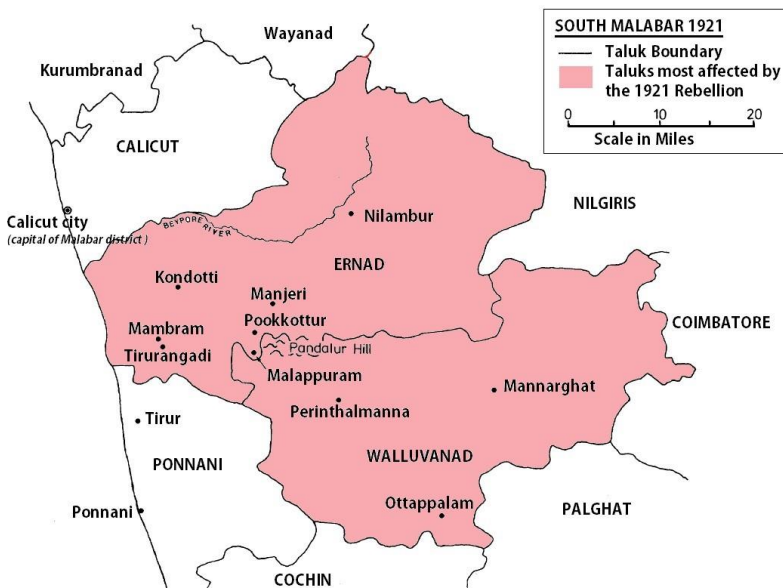 SOUTH MALABAR 1921
Taluk Boundary
Taluks most affected by
the 1921 Rebellion
0 10 20
Scale in Miles
Wayanad
Kurumbranad
CALICUT
NILGIRIS
Calicut city
(capital of Malabar district )
BEYPORE RIVER
Nilambur
ERNAD
Kondotti
Manjeri
Pookkottur
COIMBATORE
Mambram
Pandalur Hill
Tirurangadi
Malappuram
Mannarghat
Perinthalmanna
Tirur
WALLUVANAD
PONNANI
Ottappalam
PALGHAT
Ponnani
COCHIN